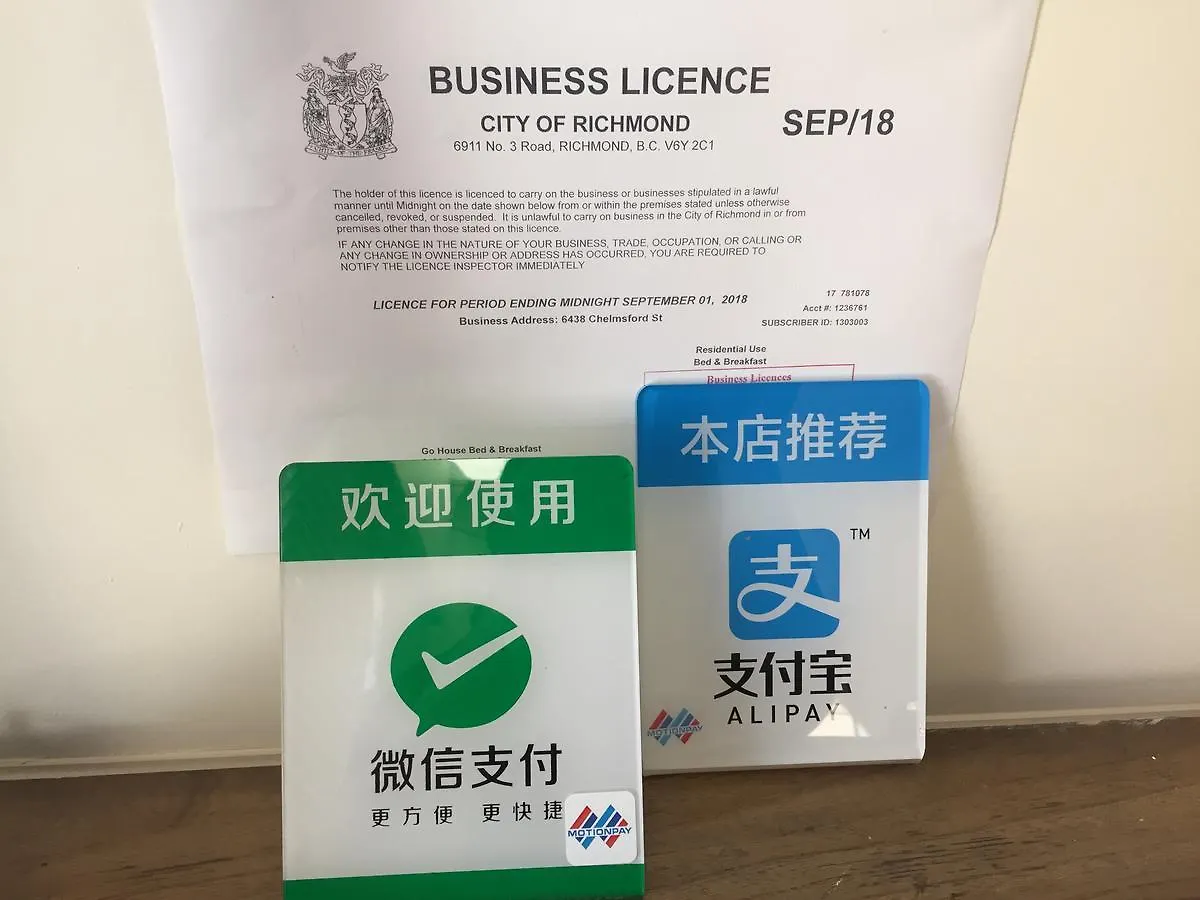 BUSINESS LICENCE
CITY OF RICHMOND
6911 No. 3 Road, RICHMOND, B.C. V6Y 2C1
SEP/18
The holder of this licence is licenced to carry on the business or businesses stipulated in a lawful
manner until Midnight on the date shown below from or within the premises stated unless otherwise
cancelled, revoked, or suspended. It is unlawful to carry on business in the City of Richmond in or from
premises other than those stated on this licence.
IF ANY CHANGE IN THE NATURE OF YOUR BUSINESS, TRADE, OCCUPATION, OR CALLING OR
ANY CHANGE IN OWNERSHIP OR ADDRESS HAS OCCURRED, YOU ARE REQUIRED TO
NOTIFY THE LICENCE INSPECTOR IMMEDIATELY
LICENCE FOR PERIOD ENDING MIDNIGHT SEPTEMBER 01, 2018
Business Address: 6438 Chelmsford St
17 781078
Acct #: 1236761
SUBSCRIBER ID: 1303003
Residential Use
Bed & Breakfast
Business Licences
Go House Bed & Breakfast
本店推荐
支
TM
支付宝
ALIPAY
MOTIONPAY
欢迎使用
微信支付
更方便 更快捷
MOTIONPAY